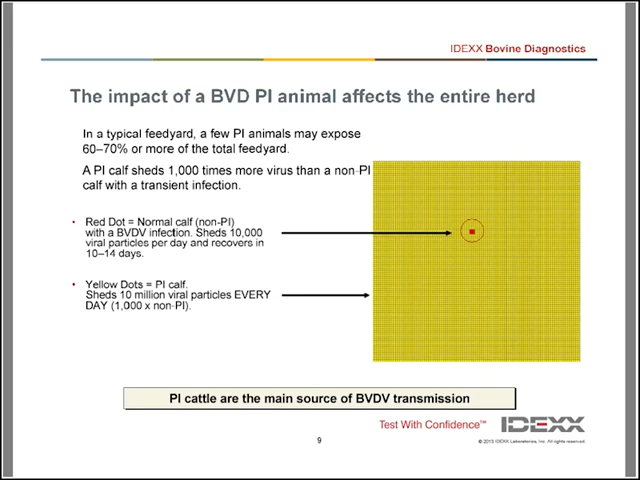 IDEXX Bovine Diagnostics
The impact of a BVD PI animal affects the entire herd
In a typical feedyard, a few PI animals may expose
60–70% or more of the total feedyard.
A PI calf sheds 1,000 times more virus than a non-PI
calf with a transient infection.
• Red Dot = Normal calf (non-PI)
with a BVDV infection. Sheds 10,000
viral particles per day and recovers in
10–14 days.
• Yellow Dots = PI calf.
Sheds 10 million viral particles EVERY
DAY (1,000 x non-PI).
PI cattle are the main source of BVDV transmission
Test With Confidence™
IDEXX
9
© 2013 IDEXX Laboratories, Inc. All rights reserved.